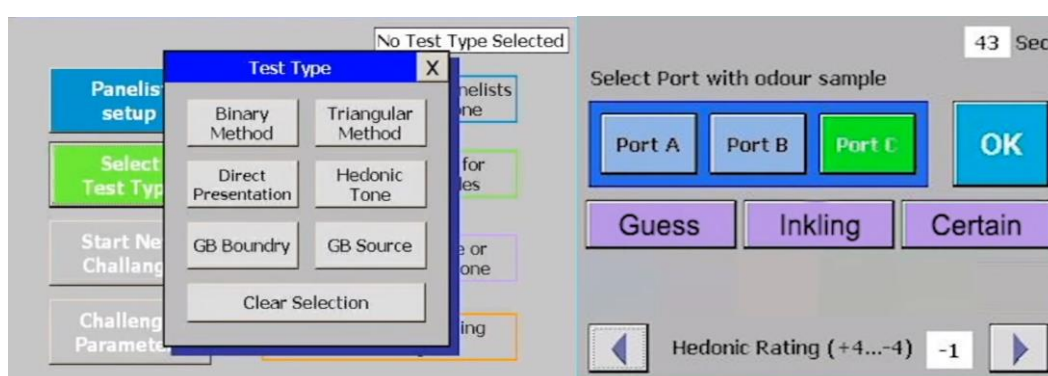 No Test Type Selected
Test Type X
Panelis
setup
nelists
one
Binary
Method
Triangular
Method
Select
Test Typ
for
les
Direct
Presentation
Hedonic
Tone
Start Ne
Challang
e or
one
GB Boundry
GB Source
Clear Selection
Challeng
Paramete
ing
43 Sec
Select Port with odour sample
Port A Port B Port C
OK
Guess Inkling Certain
Hedonic Rating (+4...-4) -1